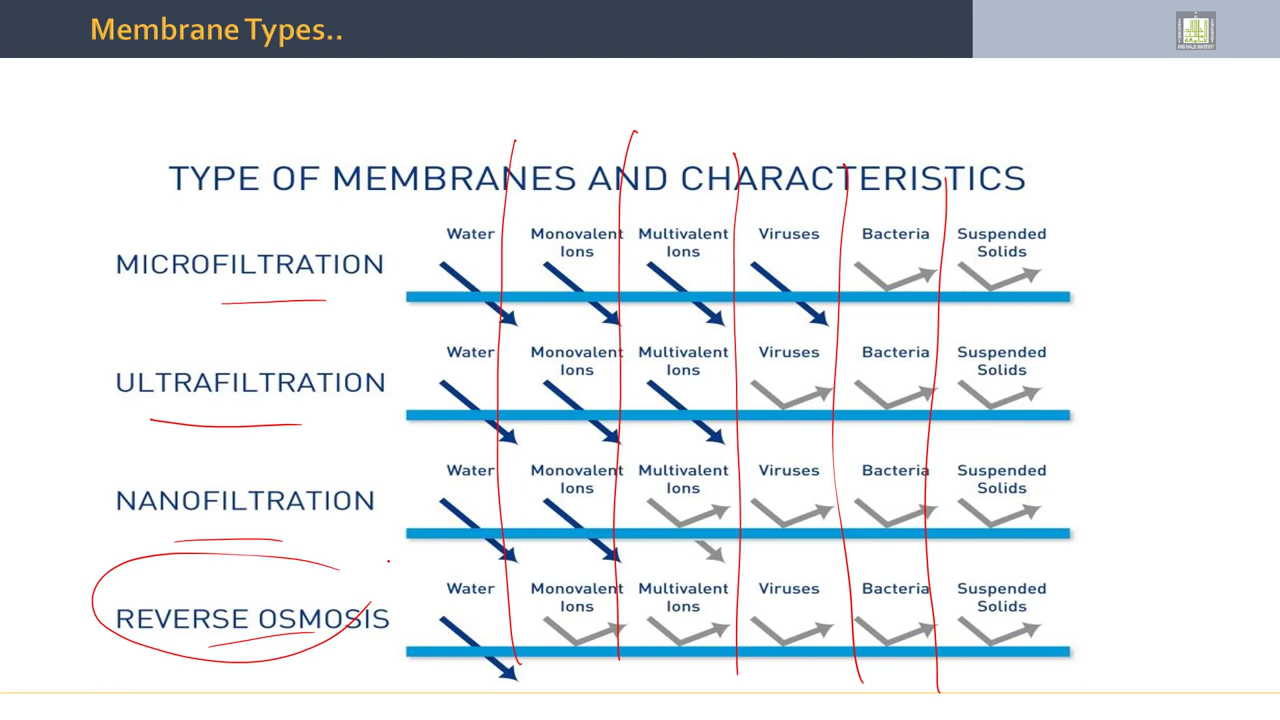 Membrane Types..
TYPE OF MEMBRANES AND CHARACTERISTICS
MICROFILTRATION
Water
Monovalent
Ions
Multivalent
Ions
Viruses
Bacteria
Suspended
Solids
ULTRAFILTRATION
Water
Monovalent
Ions
Multivalent
Ions
Viruses
Bacteria
Suspended
Solids
NANOFILTRATION
Water
Monovalent
Ions
Multivalent
Ions
Viruses
Bacteria
Suspended
Solids
REVERSE OSMOSIS
Water
Monovalent
Ions
Multivalent
Ions
Viruses
Bacteria
Suspended
Solids